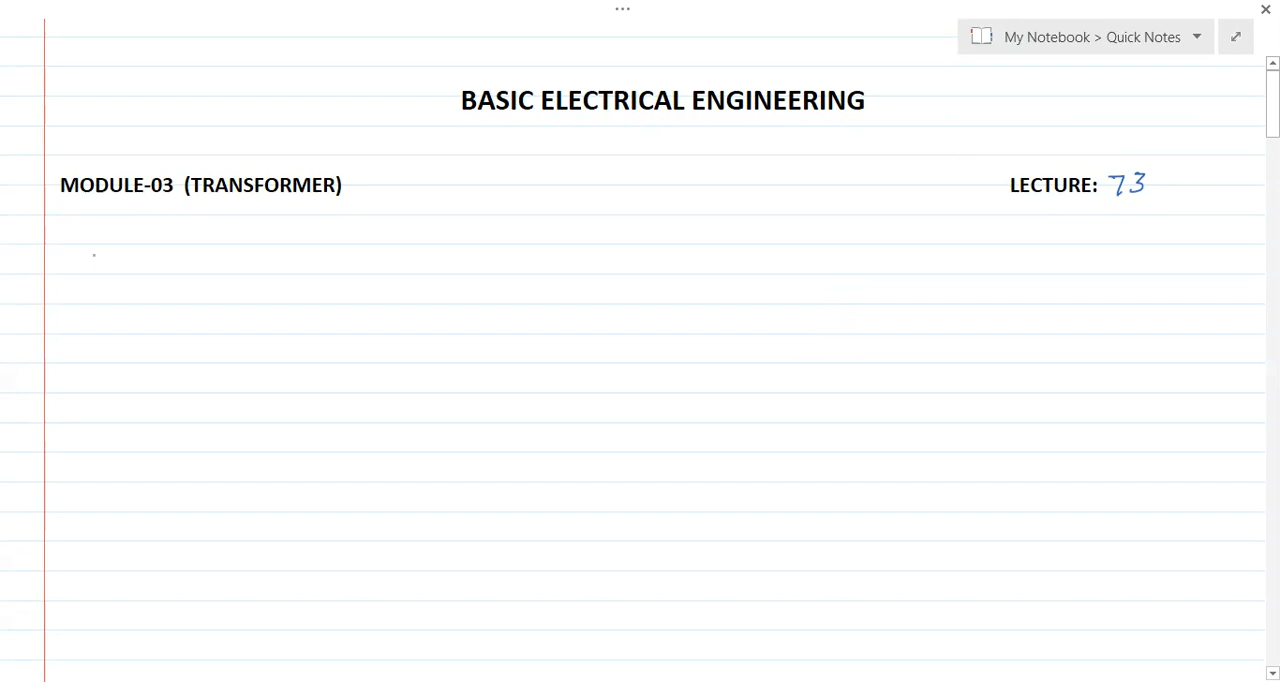 My Notebook > Quick Notes
BASIC ELECTRICAL ENGINEERING
MODULE-03 (TRANSFORMER) LECTURE: 73